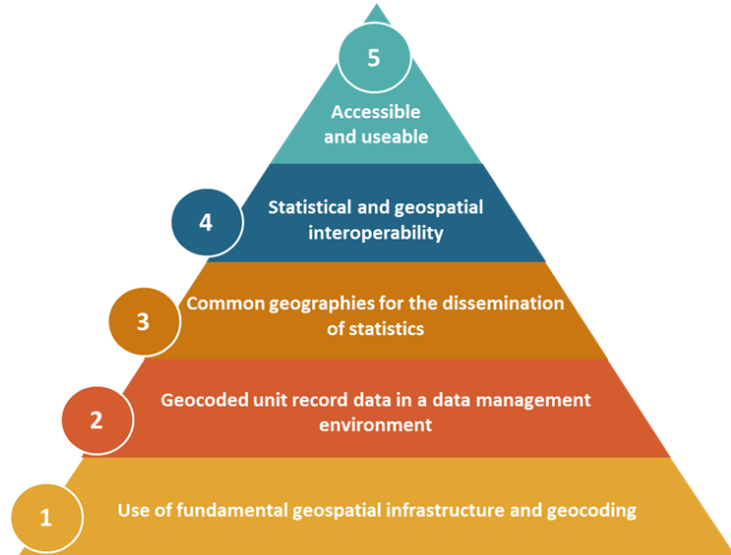 5
Accessible
and useable
4
Statistical and geospatial
interoperability
3
Common geographies for the dissemination
of statistics
2
Geocoded unit record data in a data management
environment
1
Use of fundamental geospatial infrastructure and geocoding